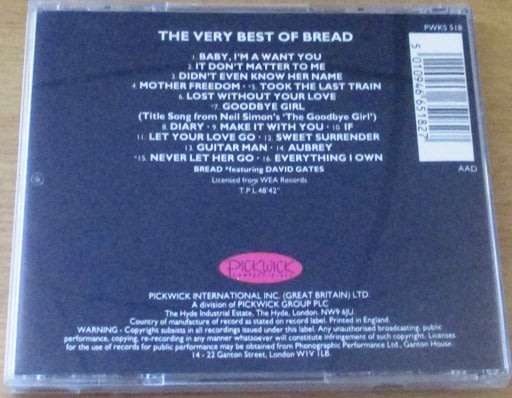 THE VERY BEST OF BREAD
PWKS 518
1. BABY, I'M A WANT YOU
2. IT DON'T MATTER TO ME
3. DIDN'T EVEN KNOW HER NAME
4. MOTHER FREEDOM · *5. TOOK THE LAST TRAIN
6. LOST WITHOUT YOUR LOVE
*7. GOODBYE GIRL
(Title Song from Neil Simon's 'The Goodbye Girl')
8. DIARY · 9. MAKE IT WITH YOU · 10. IF
11. LET YOUR LOVE GO · 12. SWEET SURRENDER
13. GUITAR MAN · 14. AUBREY
*15. NEVER LET HER GO · 16. EVERYTHING I OWN
BREAD *featuring DAVID GATES
Licensed from WEA Records
T.P.L. 48'42"
5 010946 651827
AAD
PICKWICK
PICKWICK INTERNATIONAL INC. (GREAT BRITAIN) LTD
A division of PICKWICK GROUP PLC
The Hyde Industrial Estate, The Hyde, London. NW9 6JU.
Country of manufacture of record as stated on record label. Printed in England.
WARNING - Copyright subsists in all recordings issued under this label. Any unauthorised broadcasting, public
performance, copying, re-recording in any manner whatsoever will constitute infringement of such copyright. Licenses
for the use of records for public performance may be obtained from Phonographic Performance Ltd., Ganton House
14 - 22 Ganton Street, London W1V 1LB.